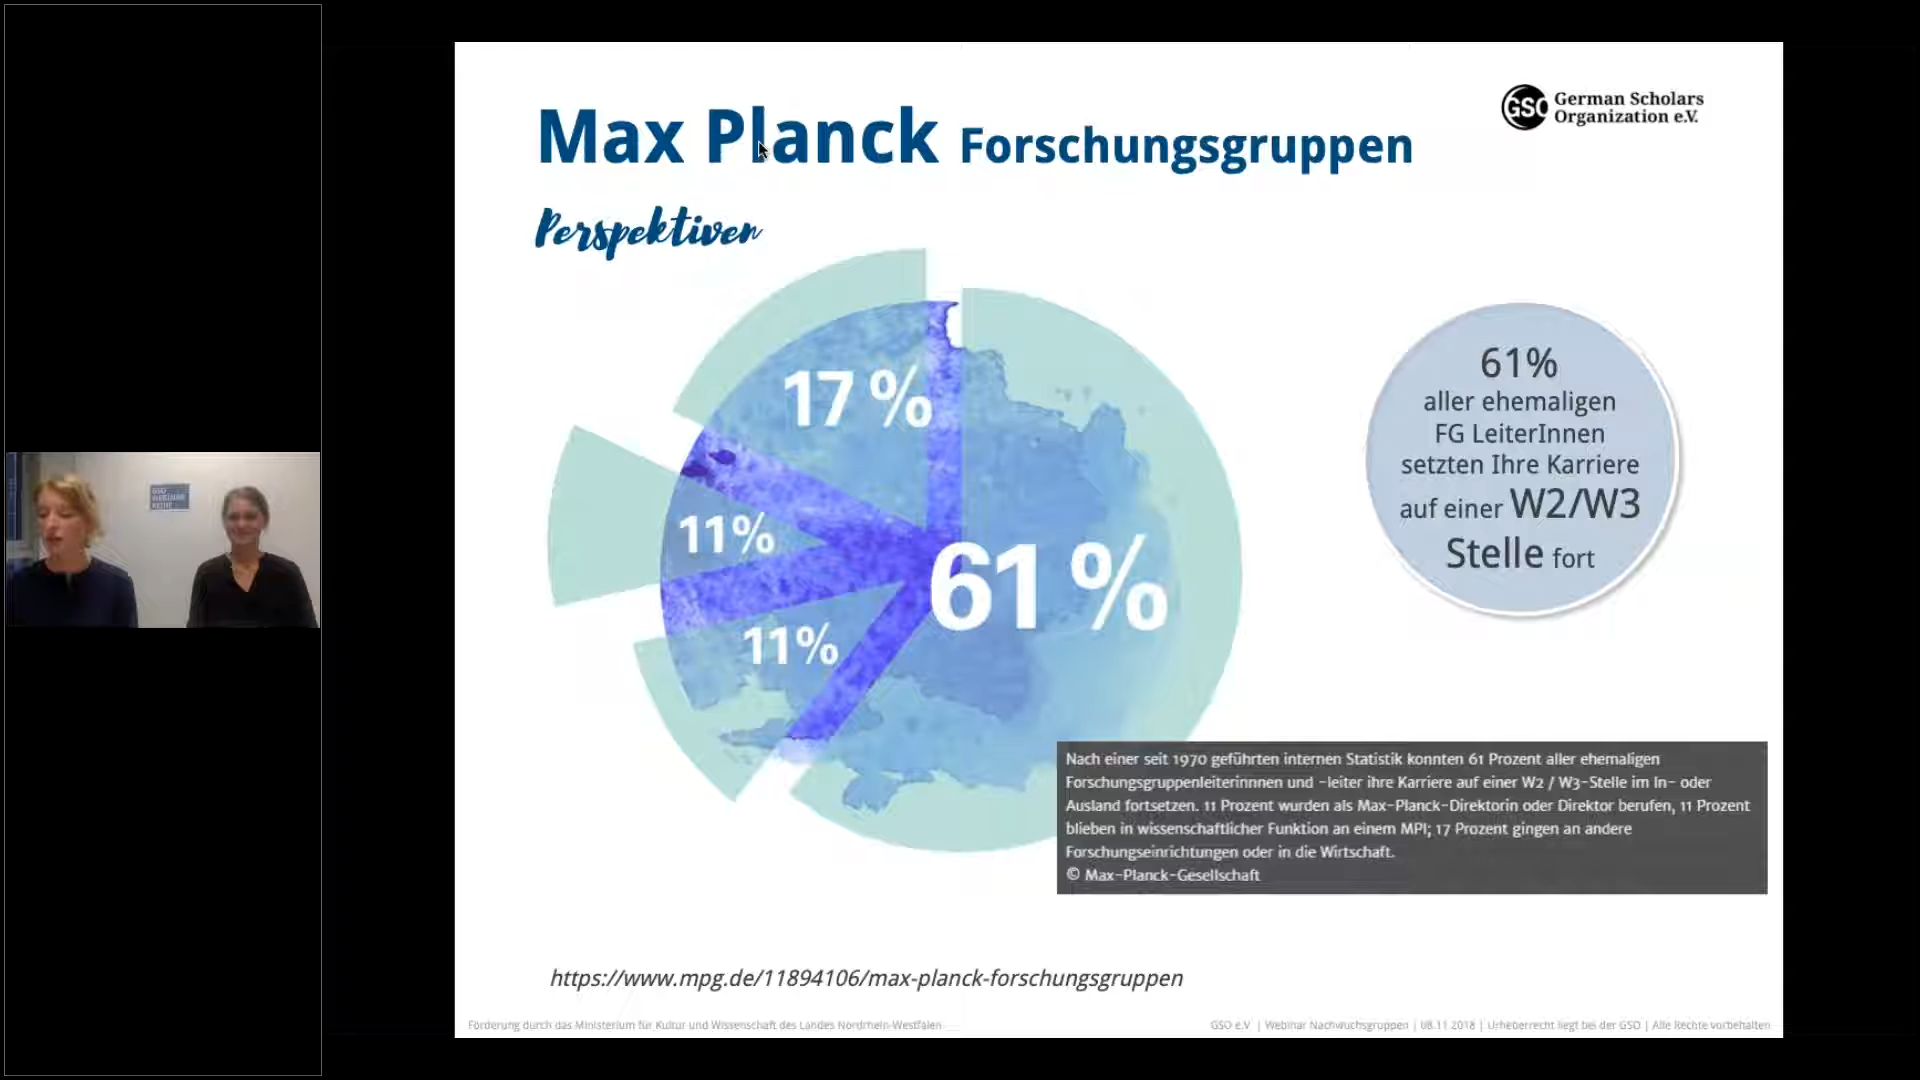 Max Planck Forschungsgruppen
GSO German Scholars
Organization e.V.
Perspektiven
17 %
11%
11%
61 %
61%
aller ehemaligen
FG LeiterInnen
setzten Ihre Karriere
auf einer W2/W3
Stelle fort
Nach einer seit 1970 geführten internen Statistik konnten 61 Prozent aller ehemaligen
Forschungsgruppenleiterinnnen und -leiter ihre Karriere auf einer W2 / W3-Stelle im In- oder
Ausland fortsetzen. 11 Prozent wurden als Max-Planck-Direktorin oder Direktor berufen, 11 Prozent
blieben in wissenschaftlicher Funktion an einem MPI; 17 Prozent gingen an andere
Forschungseinrichtungen oder in die Wirtschaft.
© Max-Planck-Gesellschaft
https://www.mpg.de/11894106/max-planck-forschungsgruppen
Förderung durch das Ministerium für Kultur und Wissenschaft des Landes Nordrhein-Westfalen
GSO e.V. | Webinar Nachwuchsgruppen | 08.11.2018 | Urheberrecht liegt bei der GSO | Alle Rechte vorbehalten